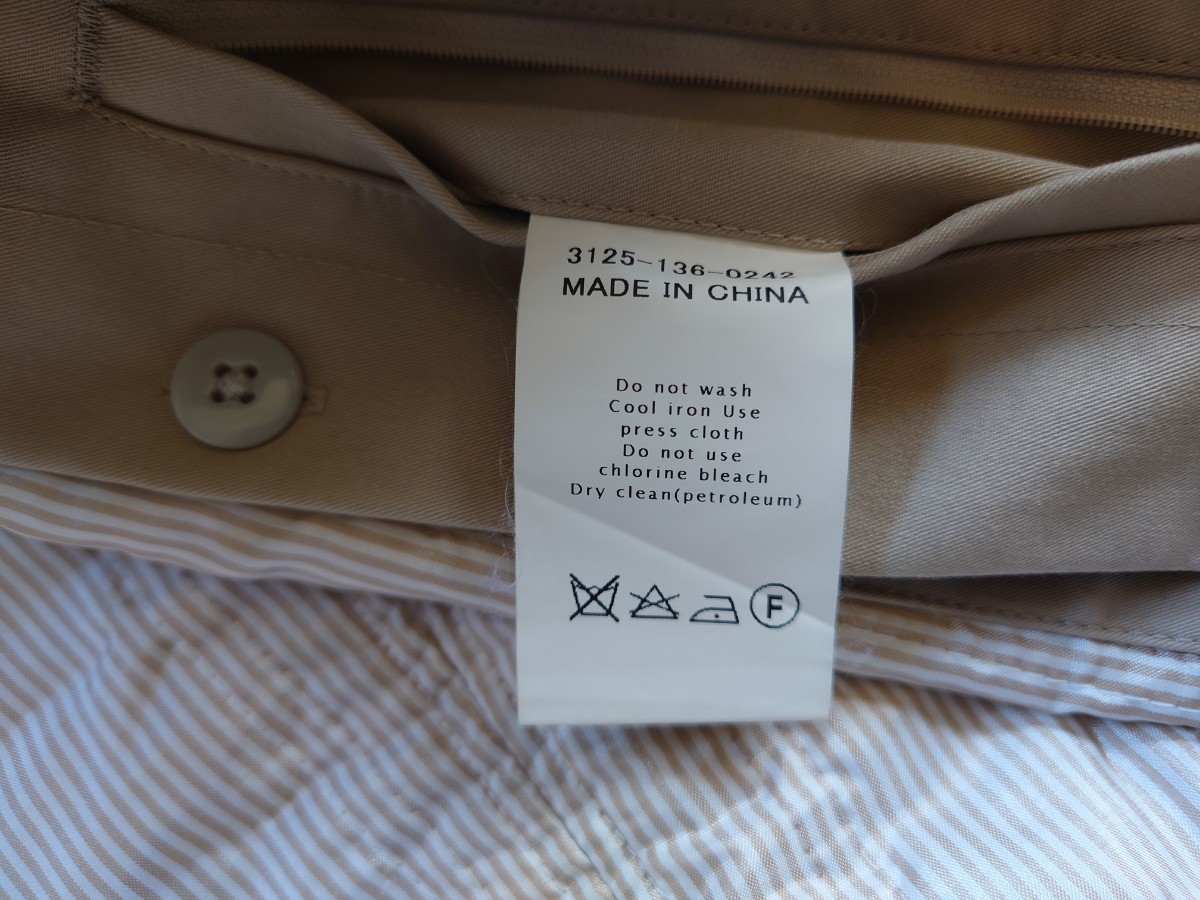 3125-136-0242
MADE IN CHINA
Do not wash
Cool iron Use
press cloth
Do not use
chlorine bleach
Dry clean(petroleum)
F